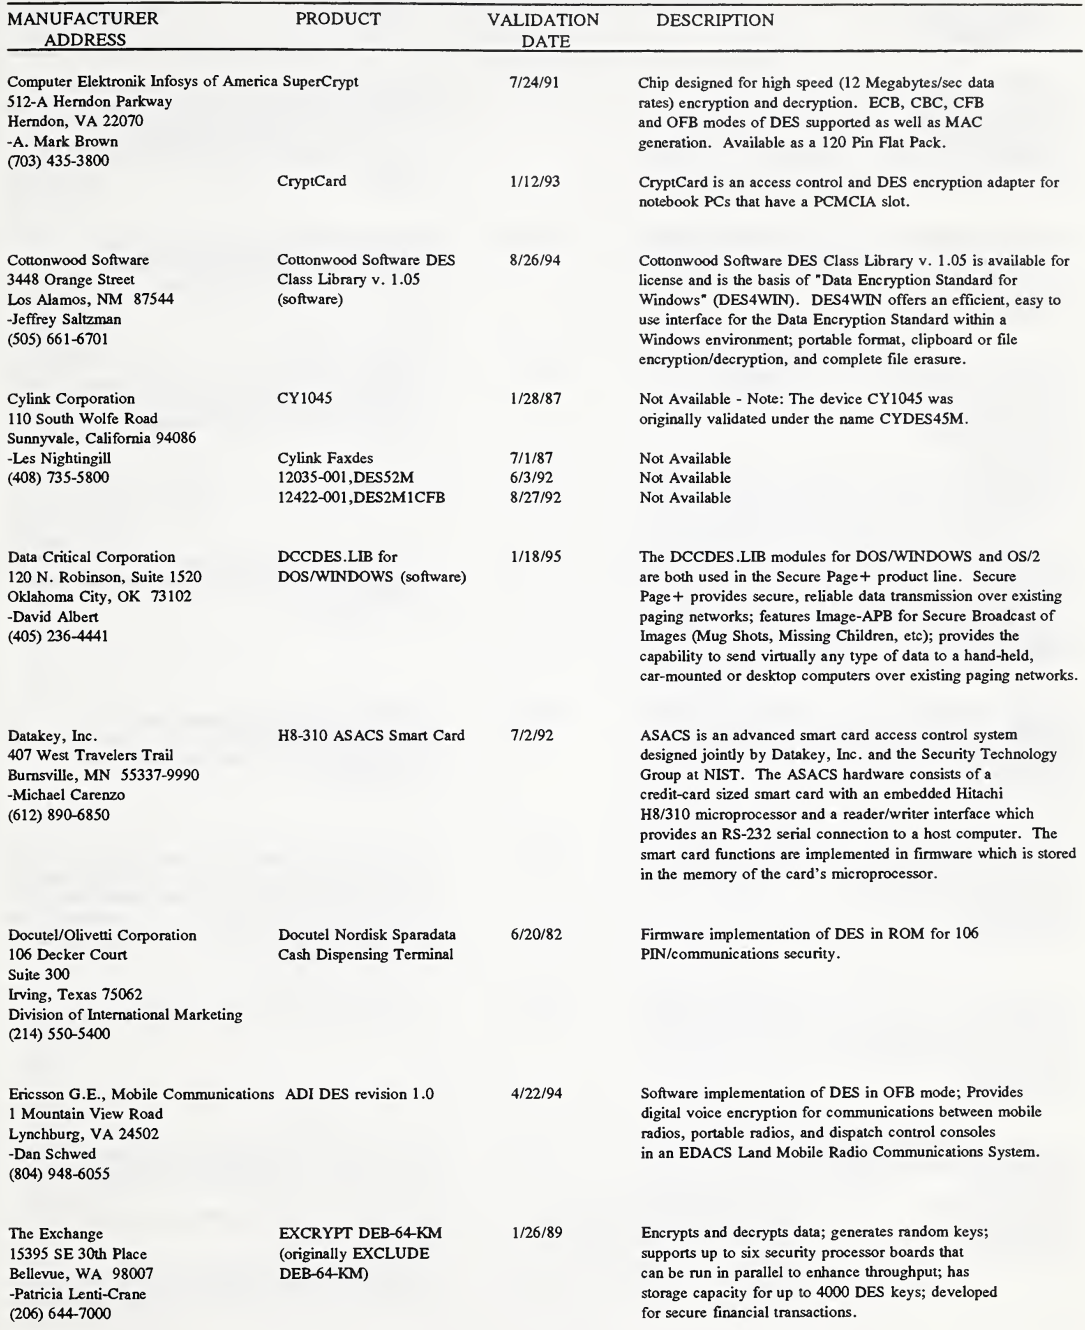 MANUFACTURER PRODUCT VALIDATION DESCRIPTION
ADDRESS DATE
Computer Elektronik Infosys of America SuperCrypt 7/24/91 Chip designed for high speed (12 Megabytes/sec data
512-A Herndon Parkway rates) encryption and decryption. ECB, CBC, CFB
Herndon, VA 22070 and OFB modes of DES supported as well as MAC
-A. Mark Brown generation. Available as a 120 Pin Flat Pack.
(703) 435-3800
CryptCard 1/12/93 CryptCard is an access control and DES encryption adapter for
notebook PCs that have a PCMCIA slot.
Cottonwood Software Cottonwood Software DES 8/26/94 Cottonwood Software DES Class Library v. 1.05 is available for
3448 Orange Street Class Library v. 1.05 license and is the basis of "Data Encryption Standard for
Los Alamos, NM 87544 (software) Windows" (DES4WIN). DES4WIN offers an efficient, easy to
-Jeffrey Saltzman use interface for the Data Encryption Standard within a
(505) 661-6701 Windows environment; portable format, clipboard or file
encryption/decryption, and complete file erasure.
Cylink Corporation CY1045 1/28/87 Not Available - Note: The device CY1045 was
110 South Wolfe Road originally validated under the name CYDES45M.
Sunnyvale, California 94086
-Les Nightingill Cylink Faxdes 7/1/87 Not Available
(408) 735-5800 12035-001,DES52M 6/3/92 Not Available
12422-001,DES2M1CFB 8/27/92 Not Available
Data Critical Corporation DCCDES.LIB for 1/18/95 The DCCDES.LIB modules for DOS/WINDOWS and OS/2
120 N. Robinson, Suite 1520 DOS/WINDOWS (software) are both used in the Secure Page+ product line. Secure
Oklahoma City, OK 73102 Page+ provides secure, reliable data transmission over existing
-David Albert paging networks; features Image-APB for Secure Broadcast of
(405) 236-4441 Images (Mug Shots, Missing Children, etc); provides the
capability to send virtually any type of data to a hand-held,
car-mounted or desktop computers over existing paging networks.
Datakey, Inc. H8-310 ASACS Smart Card 7/2/92 ASACS is an advanced smart card access control system
407 West Travelers Trail designed jointly by Datakey, Inc. and the Security Technology
Burnsville, MN 55337-9990 Group at NIST. The ASACS hardware consists of a
-Michael Carenzo credit-card sized smart card with an embedded Hitachi
(612) 890-6850 H8/310 microprocessor and a reader/writer interface which
provides an RS-232 serial connection to a host computer. The
smart card functions are implemented in firmware which is stored
in the memory of the card's microprocessor.
Docutel/Olivetti Corporation Docutel Nordisk Sparadata 6/20/82 Firmware implementation of DES in ROM for 106
106 Decker Court Cash Dispensing Terminal PIN/communications security.
Suite 300
Irving, Texas 75062
Division of International Marketing
(214) 550-5400
Ericsson G.E., Mobile Communications ADI DES revision 1.0 4/22/94 Software implementation of DES in OFB mode; Provides
1 Mountain View Road digital voice encryption for communications between mobile
Lynchburg, VA 24502 radios, portable radios, and dispatch control consoles
-Dan Schwed in an EDACS Land Mobile Radio Communications System.
(804) 948-6055
The Exchange EXCRYPT DEB-64-KM 1/26/89 Encrypts and decrypts data; generates random keys;
15395 SE 30th Place (originally EXCLUDE supports up to six security processor boards that
Bellevue, WA 98007 DEB-64-KM) can be run in parallel to enhance throughput; has
-Patricia Lenti-Crane storage capacity for up to 4000 DES keys; developed
(206) 644-7000 for secure financial transactions.